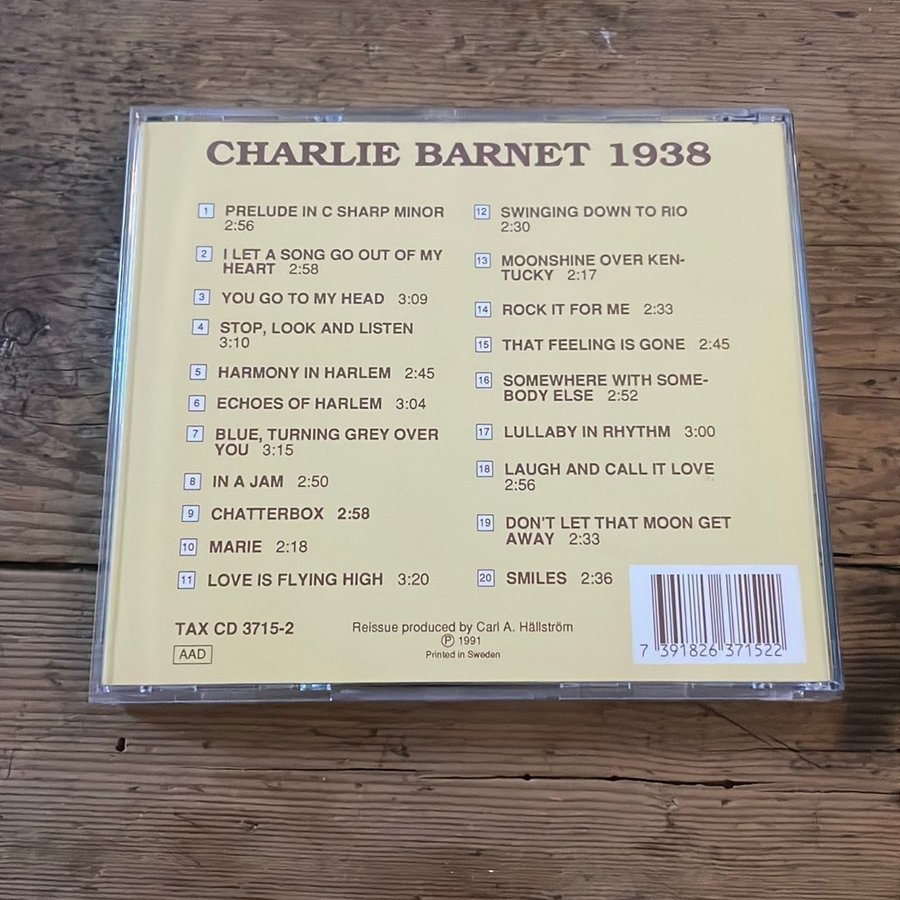 CHARLIE BARNET 1938
1 PRELUDE IN C SHARP MINOR
2:56
2 I LET A SONG GO OUT OF MY
HEART 2:58
3 YOU GO TO MY HEAD 3:09
4 STOP, LOOK AND LISTEN
3:10
5 HARMONY IN HARLEM 2:45
6 ECHOES OF HARLEM 3:04
7 BLUE, TURNING GREY OVER
YOU 3:15
8 IN A JAM 2:50
9 CHATTERBOX 2:58
10 MARIE 2:18
11 LOVE IS FLYING HIGH 3:20
12 SWINGING DOWN TO RIO
2:30
13 MOONSHINE OVER KEN-
TUCKY 2:17
14 ROCK IT FOR ME 2:33
15 THAT FEELING IS GONE 2:45
16 SOMEWHERE WITH SOME-
BODY ELSE 2:52
17 LULLABY IN RHYTHM 3:00
18 LAUGH AND CALL IT LOVE
2:56
19 DON'T LET THAT MOON GET
AWAY 2:33
20 SMILES 2:36
TAX CD 3715-2
AAD
Reissue produced by Carl A. Hällström
℗ 1991
Printed in Sweden
7 391826 371522